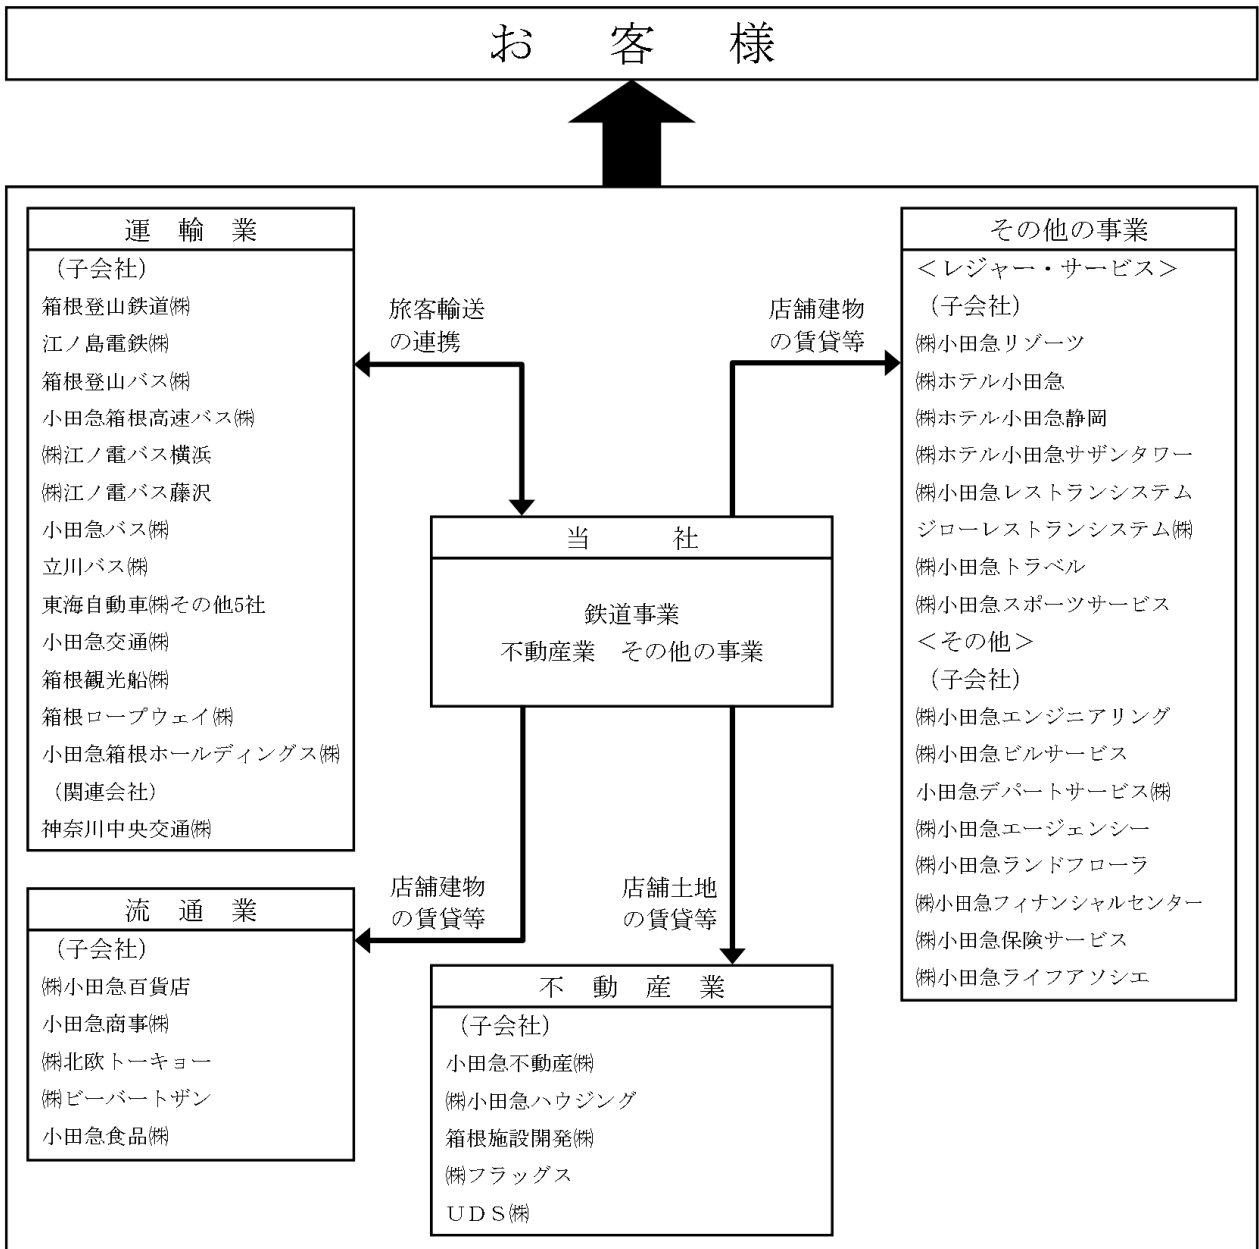 お客様
運輸業
（子会社）
箱根登山鉄道㈱
江ノ島電鉄㈱
箱根登山バス㈱
小田急箱根高速バス㈱
㈱江ノ電バス横浜
㈱江ノ電バス藤沢
小田急バス㈱
立川バス㈱
東海自動車㈱その他5社
小田急交通㈱
箱根観光船㈱
箱根ロープウェイ㈱
小田急箱根ホールディングス㈱
（関連会社）
神奈川中央交通㈱
旅客輸送
の連携
店舗建物
の賃貸等
その他の事業
＜レジャー・サービス＞
（子会社）
㈱小田急リゾーツ
㈱ホテル小田急
㈱ホテル小田急静岡
㈱ホテル小田急サザンタワー
㈱小田急レストランシステム
ジローレストランシステム㈱
㈱小田急トラベル
㈱小田急スポーツサービス
＜その他＞
（子会社）
㈱小田急エンジニアリング
㈱小田急ビルサービス
小田急デパートサービス㈱
㈱小田急エージェンシー
㈱小田急ランドフローラ
㈱小田急フィナンシャルセンター
㈱小田急保険サービス
㈱小田急ライフアソシエ
当社
鉄道事業
不動産業　その他の事業
店舗建物
の賃貸等
店舗土地
の賃貸等
流通業
（子会社）
㈱小田急百貨店
小田急商事㈱
㈱北欧トーキョー
㈱ビーバートザン
小田急食品㈱
不動産業
（子会社）
小田急不動産㈱
㈱小田急ハウジング
箱根施設開発㈱
㈱フラッグス
ＵＤＳ㈱